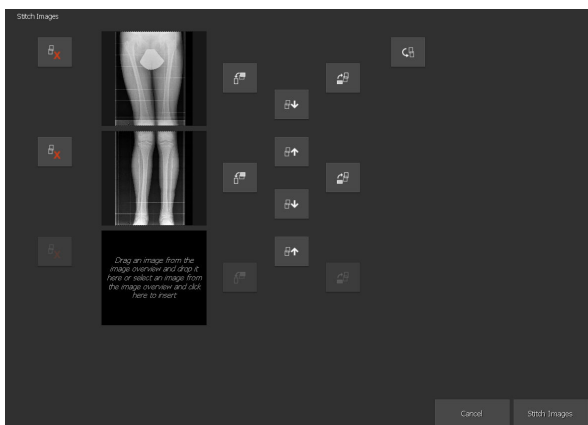 Stitch Images
Drag an image from the
image overview and drop it
here or select an image from
the image overview and click
here to insert
Cancel
Stitch Images